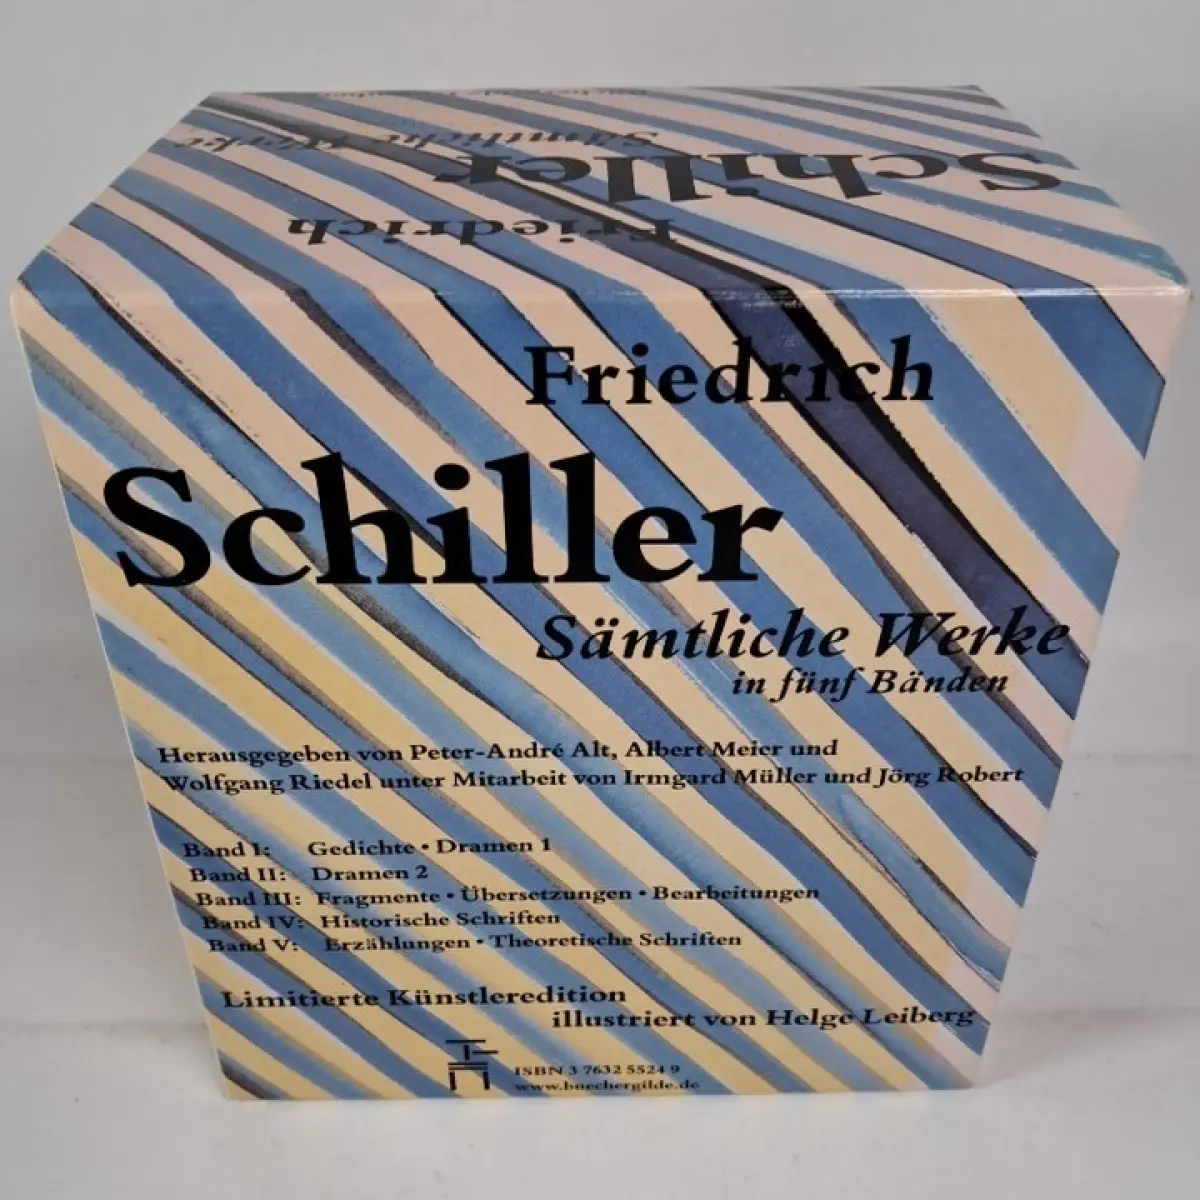 Sämtliche Werke
Schiller
Friedrich
Friedrich
Schiller
Sämtliche Werke
in fünf Bänden
Herausgegeben von Peter-André Alt, Albert Meier und
Wolfgang Riedel unter Mitarbeit von Irmgard Müller und Jörg Robert
Band I: Gedichte • Dramen 1
Band II: Dramen 2
Band III: Fragmente • Übersetzungen • Bearbeitungen
Band IV: Historische Schriften
Band V: Erzählungen • Theoretische Schriften
Limitierte Künstleredition
illustriert von Helge Leiberg
ISBN 3 7632 5524 9
www.buechergilde.de